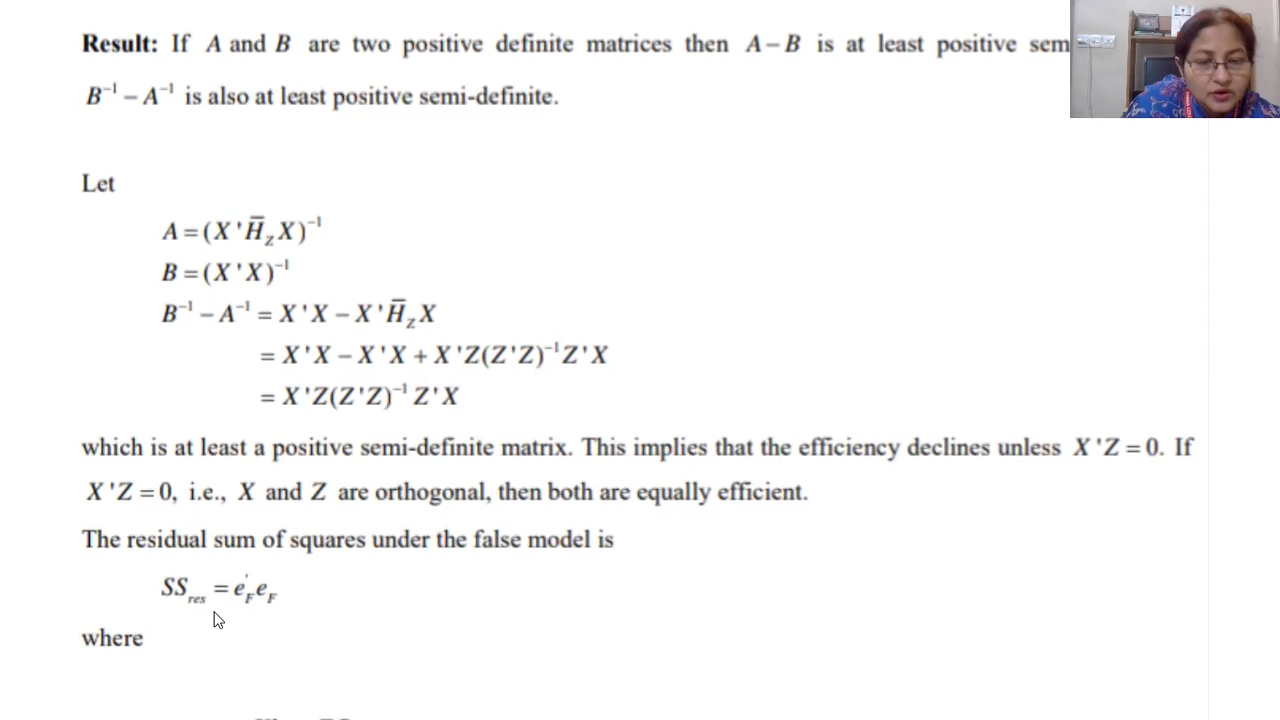 Result: If A and B are two positive definite matrices then A − B is at least positive sem
B⁻¹ − A⁻¹ is also at least positive semi-definite.
Let
A = (X'H̄_Z X)⁻¹
B = (X'X)⁻¹
B⁻¹ − A⁻¹ = X'X − X'H̄_Z X
= X'X − X'X + X'Z(Z'Z)⁻¹Z'X
= X'Z(Z'Z)⁻¹Z'X
which is at least a positive semi-definite matrix. This implies that the efficiency declines unless X'Z = 0. If
X'Z = 0, i.e., X and Z are orthogonal, then both are equally efficient.
The residual sum of squares under the false model is
SS_res = e'_F e_F
where